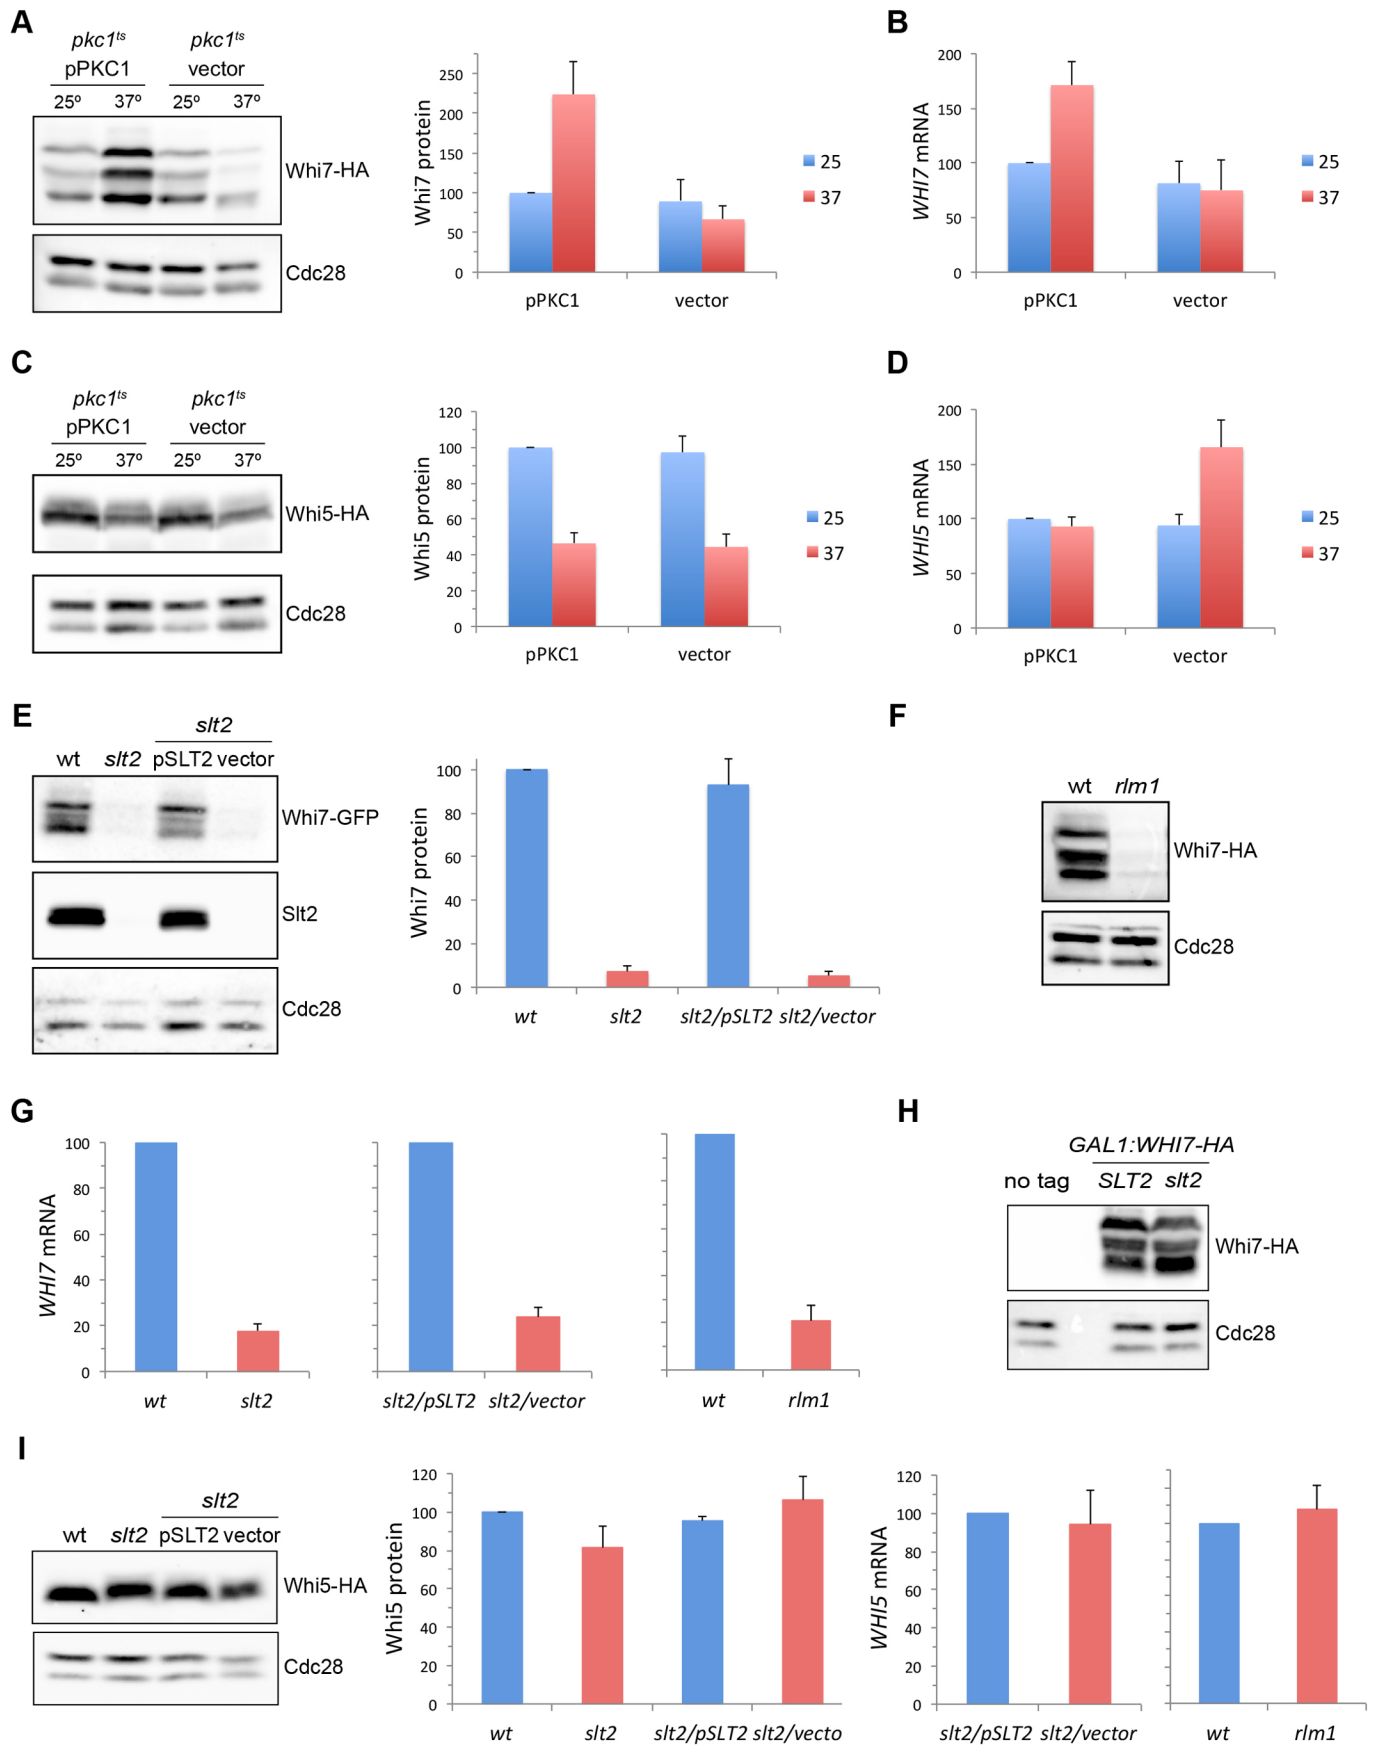 A
pkc1ts pkc1ts
pPKC1 vector
25º 37º 25º 37º
Whi7-HA
Cdc28
Whi7 protein
250
200
150
100
50
0
pPKC1 vector
25
37
B
WHI7 mRNA
200
150
100
50
0
pPKC1 vector
25
37
C
pkc1ts pkc1ts
pPKC1 vector
25º 37º 25º 37º
Whi5-HA
Cdc28
Whi5 protein
120
100
80
60
40
20
0
pPKC1 vector
25
37
D
WHI5 mRNA
200
150
100
50
0
pPKC1 vector
25
37
E
slt2
wt slt2 pSLT2 vector
Whi7-GFP
Slt2
Cdc28
Whi7 protein
100
80
60
40
20
0
wt slt2 slt2/pSLT2 slt2/vector
F
wt rlm1
Whi7-HA
Cdc28
G
WHI7 mRNA
100
80
60
40
20
0
wt slt2
slt2/pSLT2 slt2/vector
wt rlm1
H
GAL1:WHI7-HA
no tag SLT2 slt2
Whi7-HA
Cdc28
I
slt2
wt slt2 pSLT2 vector
Whi5-HA
Cdc28
Whi5 protein
120
100
80
60
40
20
0
wt slt2 slt2/pSLT2 slt2/vecto
WHI5 mRNA
120
100
80
60
40
20
0
slt2/pSLT2 slt2/vector
wt rlm1